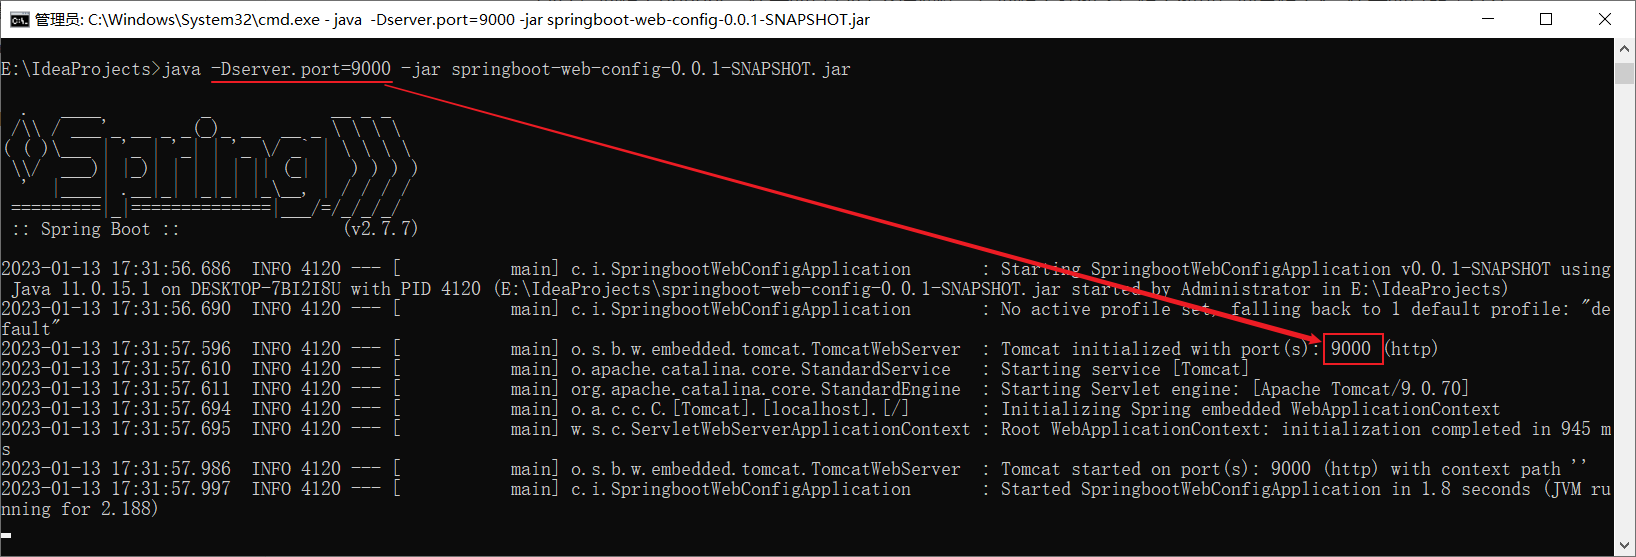 管理员: C:\Windows\System32\cmd.exe - java  -Dserver.port=9000 -jar springboot-web-config-0.0.1-SNAPSHOT.jar
E:\IdeaProjects>java -Dserver.port=9000 -jar springboot-web-config-0.0.1-SNAPSHOT.jar
Spring
:: Spring Boot ::                (v2.7.7)
2023-01-13 17:31:56.686  INFO 4120 --- [           main] c.i.SpringbootWebConfigApplication       : Starting SpringbootWebConfigApplication v0.0.1-SNAPSHOT using
 Java 11.0.15.1 on DESKTOP-7BI2I8U with PID 4120 (E:\IdeaProjects\springboot-web-config-0.0.1-SNAPSHOT.jar started by Administrator in E:\IdeaProjects)
2023-01-13 17:31:56.690  INFO 4120 --- [           main] c.i.SpringbootWebConfigApplication       : No active profile set, falling back to 1 default profile: "de
fault"
2023-01-13 17:31:57.596  INFO 4120 --- [           main] o.s.b.w.embedded.tomcat.TomcatWebServer  : Tomcat initialized with port(s): 9000 (http)
2023-01-13 17:31:57.610  INFO 4120 --- [           main] o.apache.catalina.core.StandardService   : Starting service [Tomcat]
2023-01-13 17:31:57.611  INFO 4120 --- [           main] org.apache.catalina.core.StandardEngine  : Starting Servlet engine: [Apache Tomcat/9.0.70]
2023-01-13 17:31:57.694  INFO 4120 --- [           main] o.a.c.c.C.[Tomcat].[localhost].[/]       : Initializing Spring embedded WebApplicationContext
2023-01-13 17:31:57.695  INFO 4120 --- [           main] w.s.c.ServletWebServerApplicationContext : Root WebApplicationContext: initialization completed in 945 m
s
2023-01-13 17:31:57.986  INFO 4120 --- [           main] o.s.b.w.embedded.tomcat.TomcatWebServer  : Tomcat started on port(s): 9000 (http) with context path ''
2023-01-13 17:31:57.997  INFO 4120 --- [           main] c.i.SpringbootWebConfigApplication       : Started SpringbootWebConfigApplication in 1.8 seconds (JVM ru
nning for 2.188)